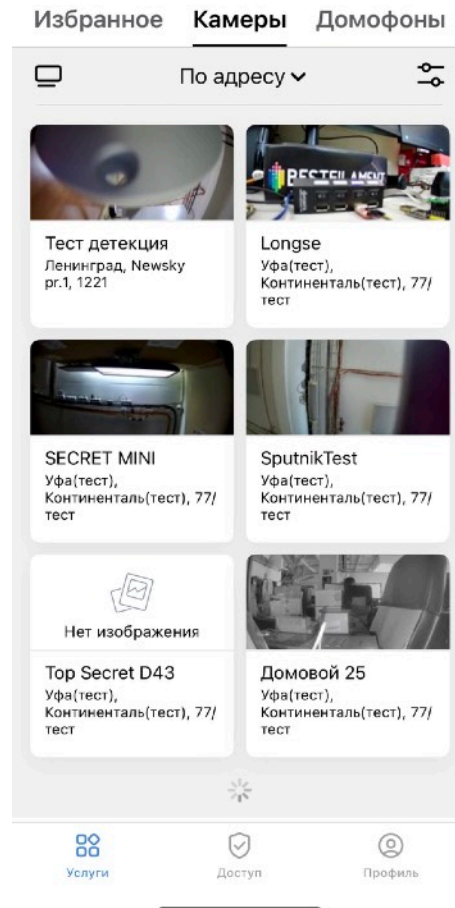 Избранное
Камеры
Домофоны
По адресу
BESTFILAMENT
Тест детекция
Ленинград, Newsky
pr.1, 1221
Longse
Уфа(тест),
Континенталь(тест), 77/
тест
SECRET MINI
Уфа(тест),
Континенталь(тест), 77/
тест
SputnikTest
Уфа(тест),
Континенталь(тест), 77/
тест
Нет изображения
Top Secret D43
Уфа(тест),
Континенталь(тест), 77/
тест
Домовой 25
Уфа(тест),
Континенталь(тест), 77/
тест
Услуги
Доступ
Профиль